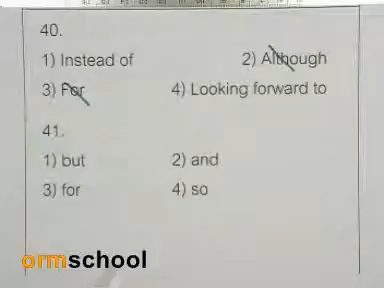 40.
1) Instead of 2) Although
3) For 4) Looking forward to
41.
1) but 2) and
3) for 4) so
ormschool